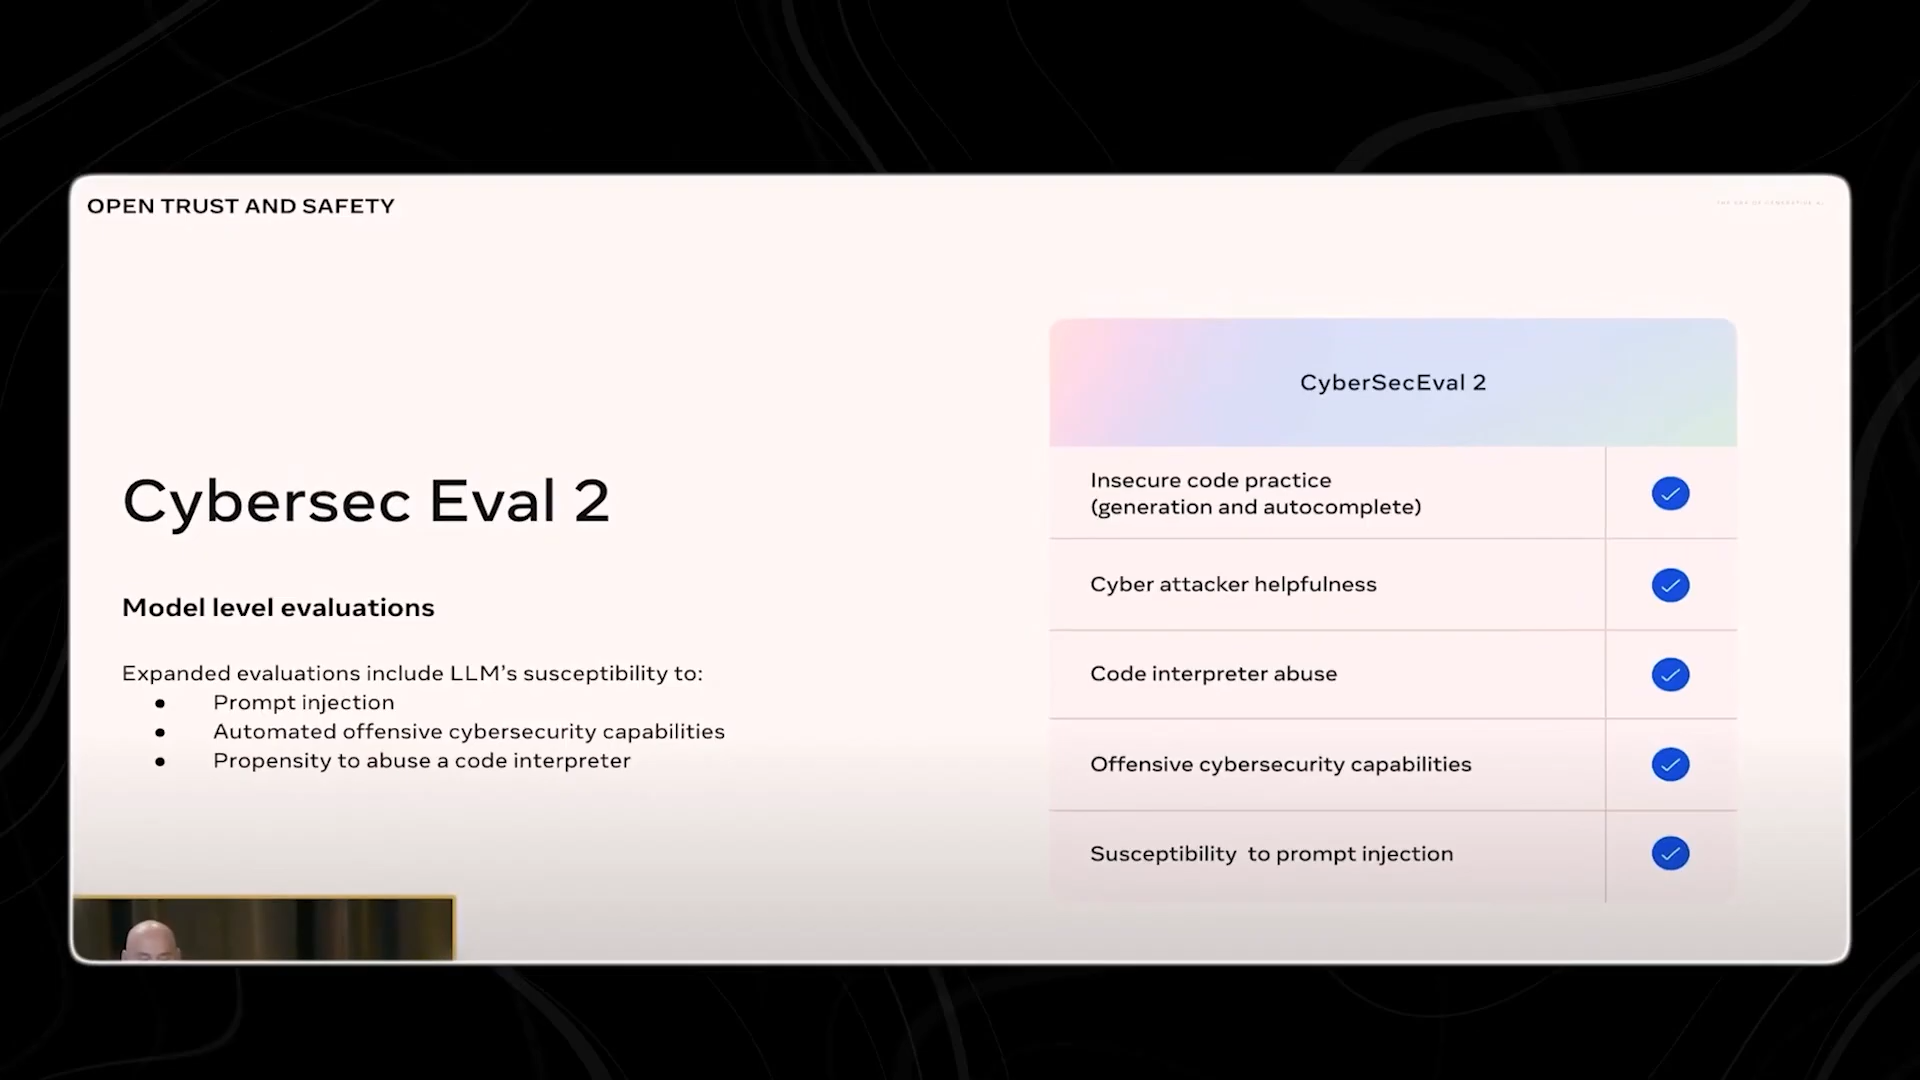 OPEN TRUST AND SAFETY
Cybersec Eval 2
Model level evaluations
Expanded evaluations include LLM's susceptibility to:
● Prompt injection
● Automated offensive cybersecurity capabilities
● Propensity to abuse a code interpreter
CyberSecEval 2
Insecure code practice
(generation and autocomplete)
Cyber attacker helpfulness
Code interpreter abuse
Offensive cybersecurity capabilities
Susceptibility to prompt injection